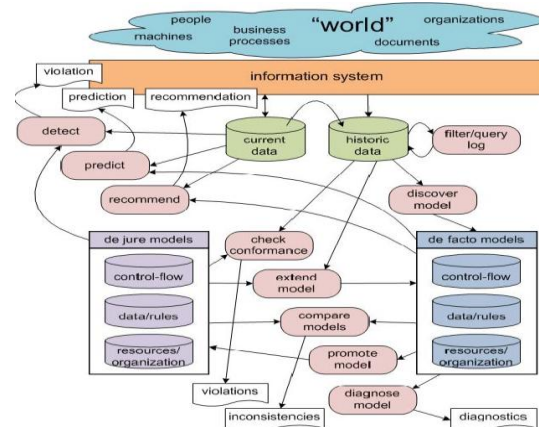 people
machines
business
processes
“world”
organizations
documents
information system
violation
prediction
recommendation
detect
predict
recommend
current
data
historic
data
filter/query
log
discover
model
de jure models
control-flow
data/rules
resources/
organization
check
conformance
extend
model
compare
models
promote
model
diagnose
model
de facto models
control-flow
data/rules
resources/
organization
violations
inconsistencies
diagnostics